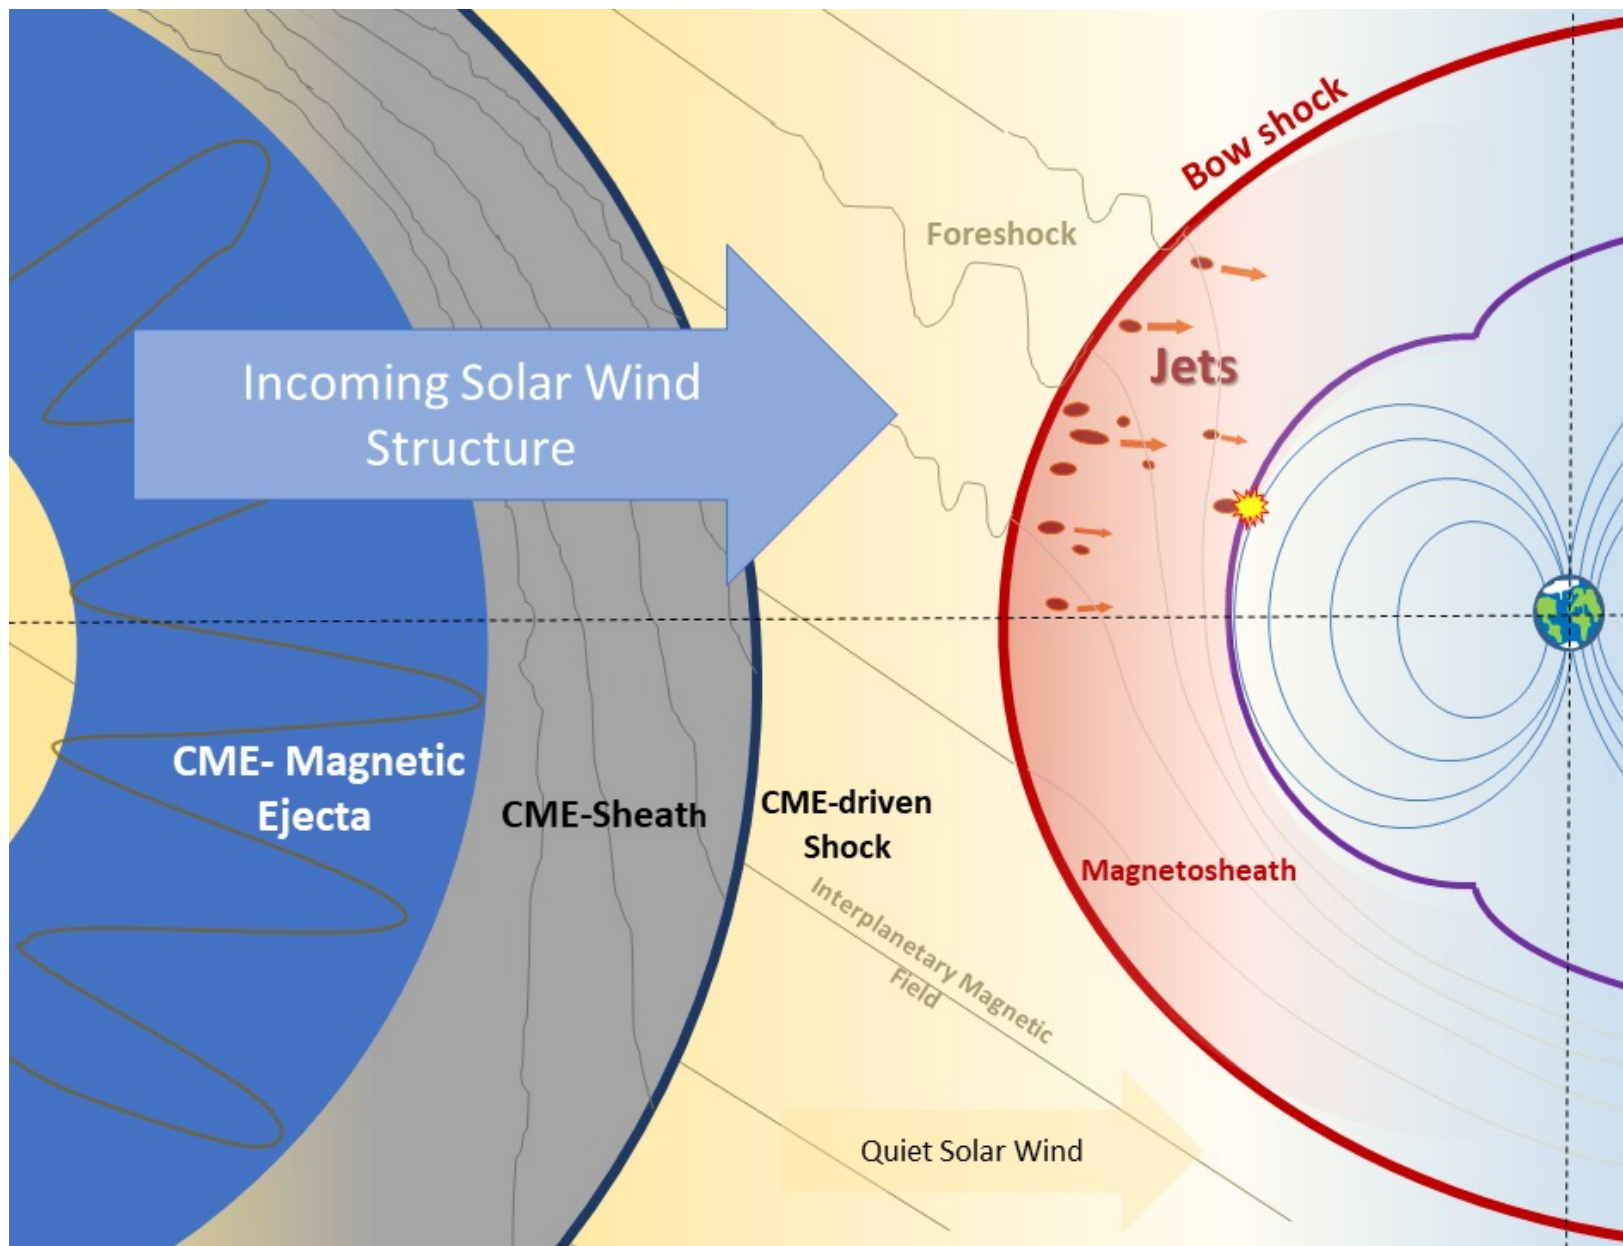 Bow shock
Foreshock
Jets
Incoming Solar Wind
Structure
CME- Magnetic
Ejecta
CME-Sheath
CME-driven
Shock
Magnetosheath
Interplanetary Magnetic
Field
Quiet Solar Wind